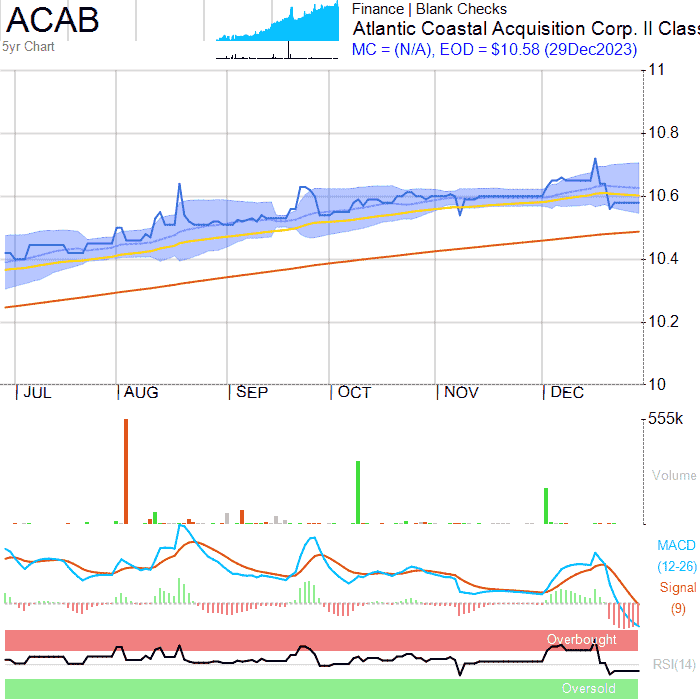 ACAB
5yr Chart
Finance | Blank Checks
Atlantic Coastal Acquisition Corp. II Clas
MC = (N/A), EOD = $10.58 (29Dec2023)
11
10.8
10.6
10.4
10.2
10
JUL AUG SEP OCT NOV DEC
555k
Volume
MACD
(12-26)
Signal
(9)
Overbought
RSI(14)
Oversold